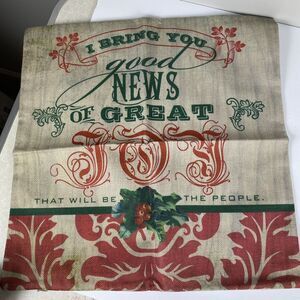 I BRING YOU
good
NEWS
OF GREAT
JOY
THAT WILL BE THE PEOPLE.